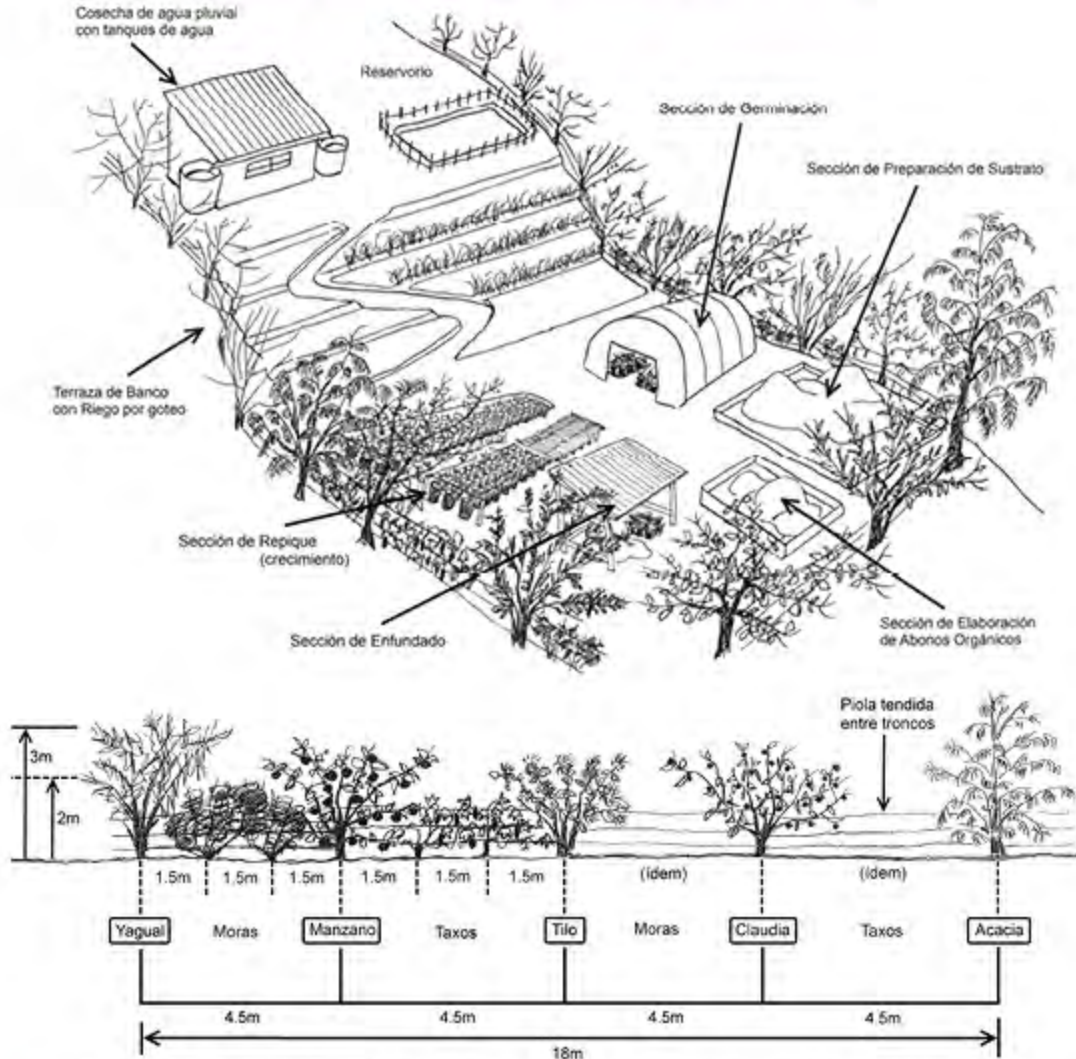 Cosecha de agua pluvial
con tanques de agua
Reservorio
Sección de Germinación
Sección de Preparación de Sustrato
Terraza de Banco
con Riego por goteo
Sección de Repique
(crecimiento)
Sección de Enfundado
Sección de Elaboración
de Abonos Orgánicos
Piola tendida
entre troncos
3m
2m
1.5m 1.5m 1.5m 1.5m 1.5m 1.5m (ídem) (ídem)
Yagual Moras Manzano Taxos Tilo Moras Claudia Taxos Acacia
4.5m 4.5m 4.5m 4.5m
18m